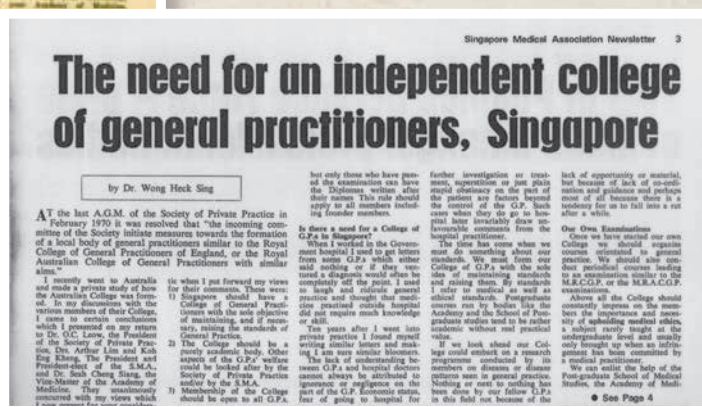 Singapore Medical Association Newsletter 3
The need for an independent college
of general practitioners, Singapore
by Dr. Wong Heck Sing
AT the last A.G.M. of the Society of Private Practice in
February 1970 it was resolved that "the incoming com-
mittee of the Society initiate measures towards the formation
of a local body of general practitioners similar to the Royal
College of General Practitioners of England, or the Royal
Australian College of General Practitioners with similar
aims."
I recently went to Australia
and made a private study of how
the Australian College was form-
ed. In my discussions with the
various members of their College,
I came to certain conclusions
which I presented on my return
to Dr. O.C. Leow, the President
of the Society of Private Prac-
tice, Drs. Arthur Lim and Koh
Eng Kheng, The President and
President-elect of the S.M.A.,
and Dr. Seah Cheng Siang, the
Vice-Master of the Academy of
Medicine. They unanimously
concurred with my views which
tic when I put forward my views
for their comments. These were:
1) Singapore should have a
College of General Practi-
tioners with the sole objective
of maintaining, and if neces-
sary, raising the standards of
General Practice.
2) The College should be a
purely academic body. Other
aspects of the G.P.s' welfare
could be looked after by the
Society of Private Practice
and/or by the S.M.A.
3) Membership of the College
should be open to all G.P.s,
but only those who have pass-
ed the examination can have
the Diplomas written after
their names. This rule should
apply to all members includ-
ing founder members.
Is there a need for a College of
G.P.s in Singapore?
When I worked in the Govern-
ment hospital I used to get letters
from some G.P.s which either
said nothing or if they ven-
tured a diagnosis would often be
completely off the point. I used
to laugh and ridicule general
practice and thought that medi-
cine practised outside hospital
did not require much knowledge
or skill.
Ten years after I went into
private practice I found myself
writing similar letters and mak-
ing I am sure similar bloomers.
The lack of understanding be-
tween G.P.s and hospital doctors
cannot always be attributed to
ignorance or negligence on the
part of the G.P. Economic status,
fear of going to hospital for
further investigation or treat-
ment, superstition or just plain
stupid obstinacy on the part of
the patient are factors beyond
the control of the G.P. Such
cases when they do go to hos-
pital later invariably draw un-
favourable comments from the
hospital practitioner.
The time has come when we
must do something about our
standards. We must form our
College of G.P.s with the sole
idea of maintaining standards
and raising them. By standards
I refer to medical as well as
ethical standards. Postgraduate
courses run by bodies like the
Academy and the School of Post-
graduate studies tend to be rather
academic without real practical
value.
If we look ahead our Col-
lege could embark on a research
programme conducted by its
members on diseases or disease
patterns seen in general practice.
Nothing or next to nothing has
been done by our fellow G.P.s
in this field not because of the
lack of opportunity or material,
but because of lack of co-ordi-
nation and guidance and perhaps
most of all because there is a
tendency for us to fall into a rut
after a while.
Our Own Examinations
Once we have started our own
College we should organise
courses orientated to general
practice. We should also con-
duct periodical courses leading
to an examination similar to the
M.R.C.G.P. or the M.R.A.C.G.P.
examinations.
Above all the College should
constantly impress on the mem-
bers the importance and neces-
sity of upholding medical ethics,
a subject rarely taught at the
undergraduate level and usually
only brought up when an infrin-
gement has been committed by
a medical practitioner.
We can enlist the help of the
Post-graduate School of Medical
Studies, the Academy of Medi-
● See Page 4